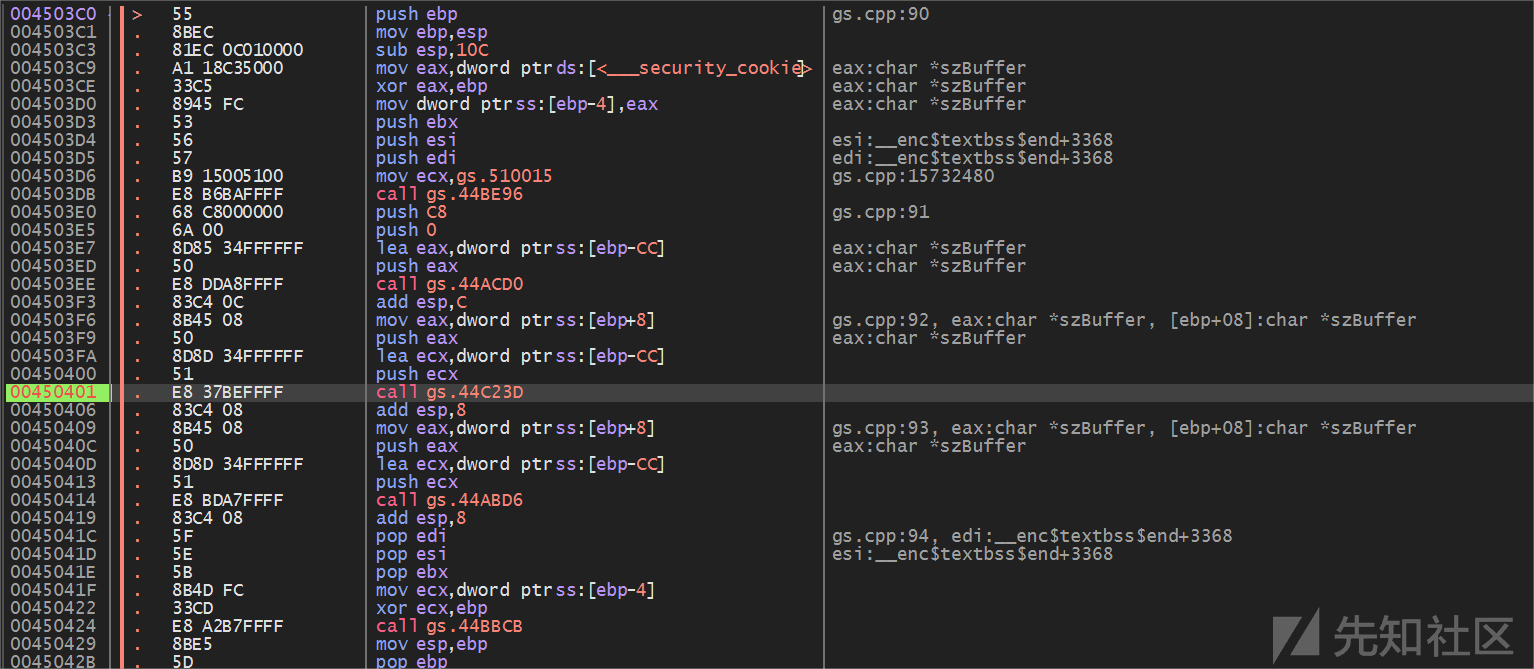 004503C0 > 55 push ebp gs.cpp:90
004503C1 . 8BEC mov ebp,esp
004503C3 . 81EC 0C010000 sub esp,10C
004503C9 . A1 18C35000 mov eax,dword ptr ds:[<___security_cookie>] eax:char *szBuffer
004503CE . 33C5 xor eax,ebp eax:char *szBuffer
004503D0 . 8945 FC mov dword ptr ss:[ebp-4],eax eax:char *szBuffer
004503D3 . 53 push ebx
004503D4 . 56 push esi esi:__enc$textbss$end+3368
004503D5 . 57 push edi edi:__enc$textbss$end+3368
004503D6 . B9 15005100 mov ecx,gs.510015 gs.cpp:15732480
004503DB . E8 B6BAFFFF call gs.44BE96
004503E0 . 68 C8000000 push C8 gs.cpp:91
004503E5 . 6A 00 push 0
004503E7 . 8D85 34FFFFFF lea eax,dword ptr ss:[ebp-CC] eax:char *szBuffer
004503ED . 50 push eax eax:char *szBuffer
004503EE . E8 DDA8FFFF call gs.44ACD0
004503F3 . 83C4 0C add esp,C
004503F6 . 8B45 08 mov eax,dword ptr ss:[ebp+8] gs.cpp:92, eax:char *szBuffer, [ebp+08]:char *szBuffer
004503F9 . 50 push eax eax:char *szBuffer
004503FA . 8D8D 34FFFFFF lea ecx,dword ptr ss:[ebp-CC]
00450400 . 51 push ecx
00450401 . E8 37BEFFFF call gs.44C23D
00450406 . 83C4 08 add esp,8
00450409 . 8B45 08 mov eax,dword ptr ss:[ebp+8] gs.cpp:93, eax:char *szBuffer, [ebp+08]:char *szBuffer
0045040C . 50 push eax eax:char *szBuffer
0045040D . 8D8D 34FFFFFF lea ecx,dword ptr ss:[ebp-CC]
00450413 . 51 push ecx
00450414 . E8 BDA7FFFF call gs.44ABD6
00450419 . 83C4 08 add esp,8
0045041C . 5F pop edi gs.cpp:94, edi:__enc$textbss$end+3368
0045041D . 5E pop esi esi:__enc$textbss$end+3368
0045041E . 5B pop ebx
0045041F . 8B4D FC mov ecx,dword ptr ss:[ebp-4]
00450422 . 33CD xor ecx,ebp
00450424 . E8 A2B7FFFF call gs.44BBCB
00450429 . 8BE5 mov esp,ebp
0045042B . 5D pop ebp
先知社区